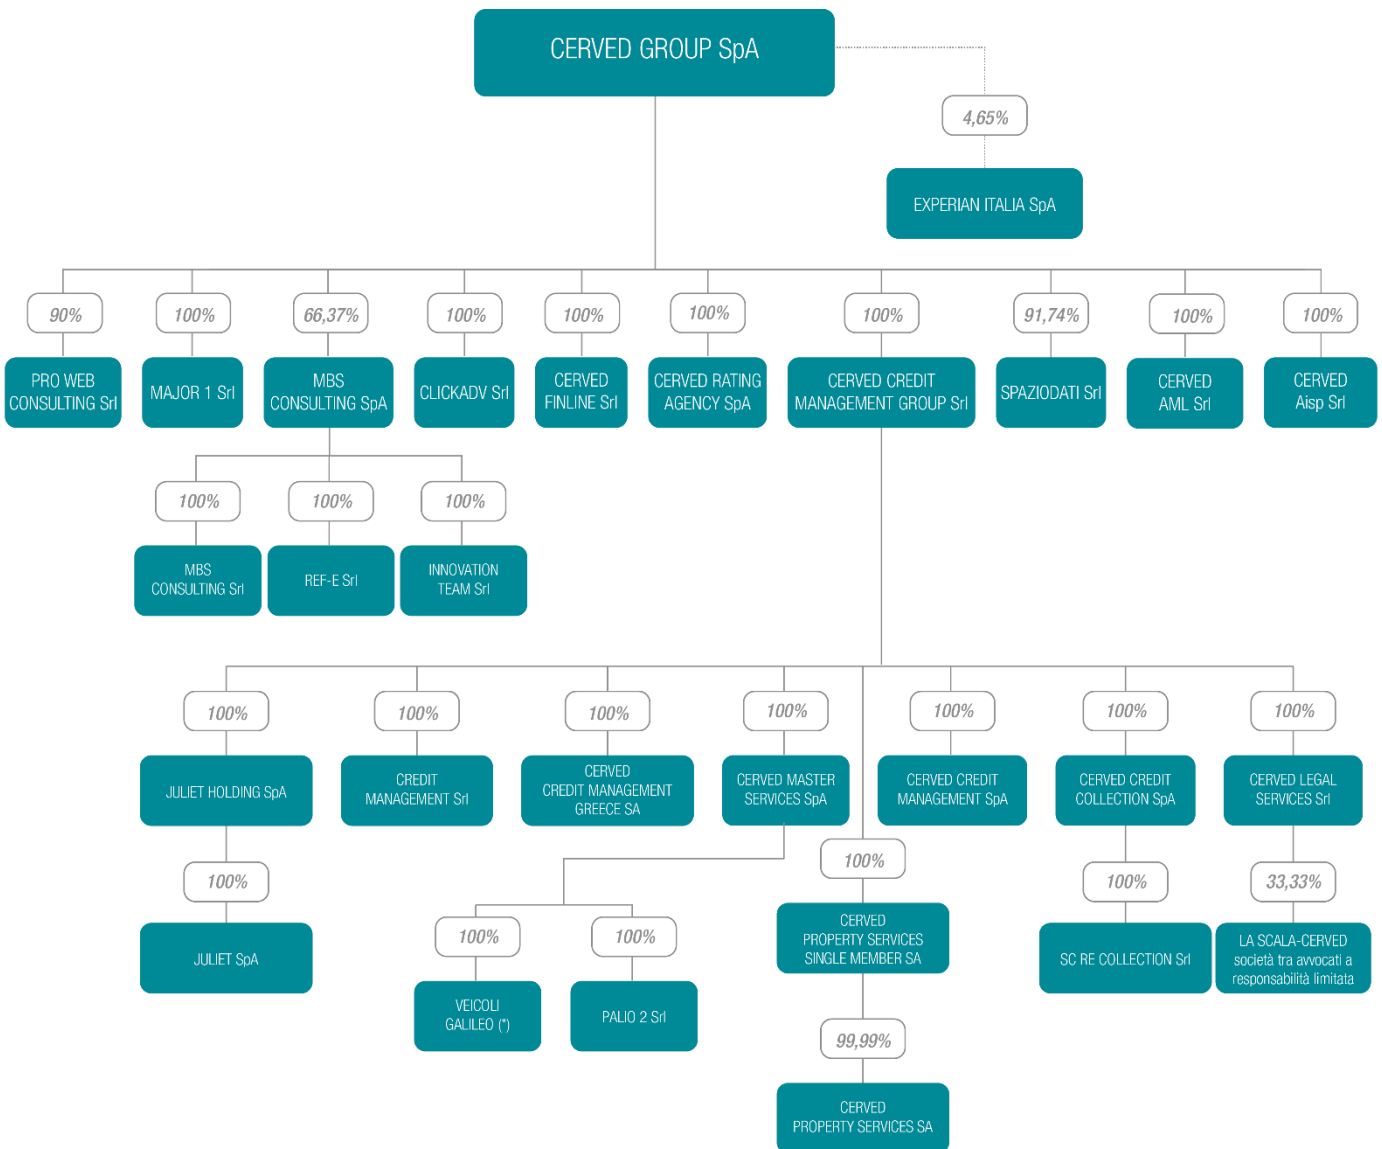 CERVED GROUP SpA
4,65%
EXPERIAN ITALIA SpA
90%
100%
66,37%
100%
100%
100%
100%
91,74%
100%
100%
PRO WEB
CONSULTING Srl
MAJOR 1 Srl
MBS
CONSULTING SpA
CLICKADV Srl
CERVED
FINLINE Srl
CERVED RATING
AGENCY SpA
CERVED CREDIT
MANAGEMENT GROUP Srl
SPAZIODATI Srl
CERVED
AML Srl
CERVED
Aisp Srl
100%
100%
100%
MBS
CONSULTING Srl
REF-E Srl
INNOVATION
TEAM Srl
100%
100%
100%
100%
100%
100%
100%
JULIET HOLDING SpA
CREDIT
MANAGEMENT Srl
CERVED
CREDIT MANAGEMENT
GREECE SA
CERVED MASTER
SERVICES SpA
CERVED CREDIT
MANAGEMENT SpA
CERVED CREDIT
COLLECTION SpA
CERVED LEGAL
SERVICES Srl
100%
100%
100%
33,33%
JULIET SpA
100%
100%
CERVED
PROPERTY SERVICES
SINGLE MEMBER SA
SC RE COLLECTION Srl
LA SCALA-CERVED
società tra avvocati a
responsabilità limitata
VEICOLI
GALILEO (*)
PALIO 2 Srl
99,99%
CERVED
PROPERTY SERVICES SA